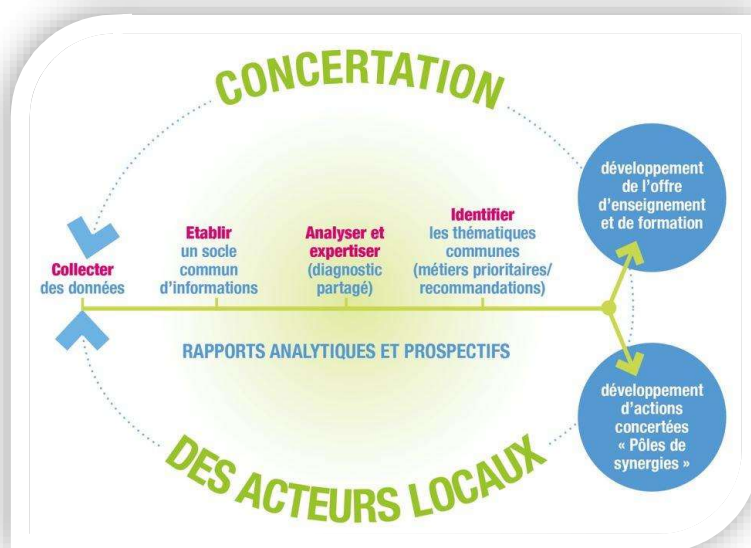 CONCERTATION
Collecter
des données
Etablir
un socle
commun
d'informations
Analyser et
expertiser
(diagnostic
partagé)
Identifier
les thématiques
communes
(métiers prioritaires/
recommandations)
développement
de l'offre
d'enseignement
et de formation
RAPPORTS ANALYTIQUES ET PROSPECTIFS
développement
d'actions
concertées
« Pôles de
synergies »
DES ACTEURS LOCAUX